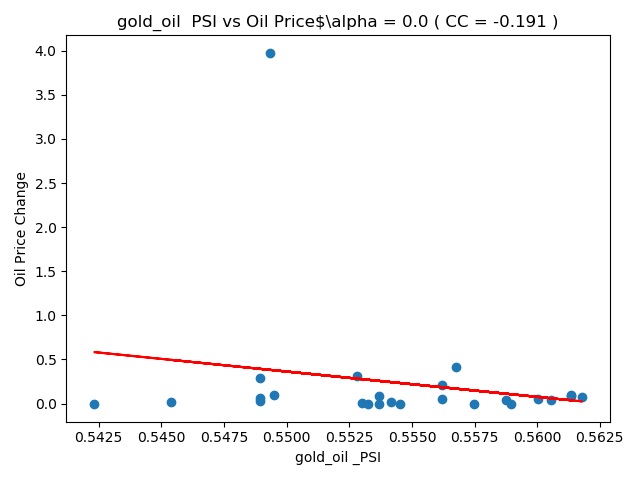 gold_oil  PSI vs Oil Price$\alpha = 0.0 ( CC = -0.191 )
4.0
3.5
3.0
2.5
2.0
1.5
1.0
0.5
0.0
Oil Price Change
0.5425 0.5450 0.5475 0.5500 0.5525 0.5550 0.5575 0.5600 0.5625
gold_oil _PSI